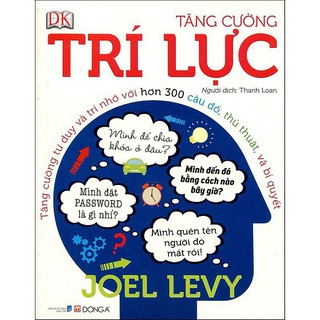 DK
TĂNG CƯỜNG
TRÍ LỰC
Người dịch: Thanh Loan
Tăng cường tư duy và trí nhớ với hơn 300 câu đố, thủ thuật, và bí quyết
Mình để chìa
khóa ở đâu?
Mình đến đó
bằng cách nào
bây giờ?
Mình đặt
PASSWORD
là gì nhỉ?
Mình quên tên
người đó
mất rồi!
JOEL LEVY
ĐÔNG A